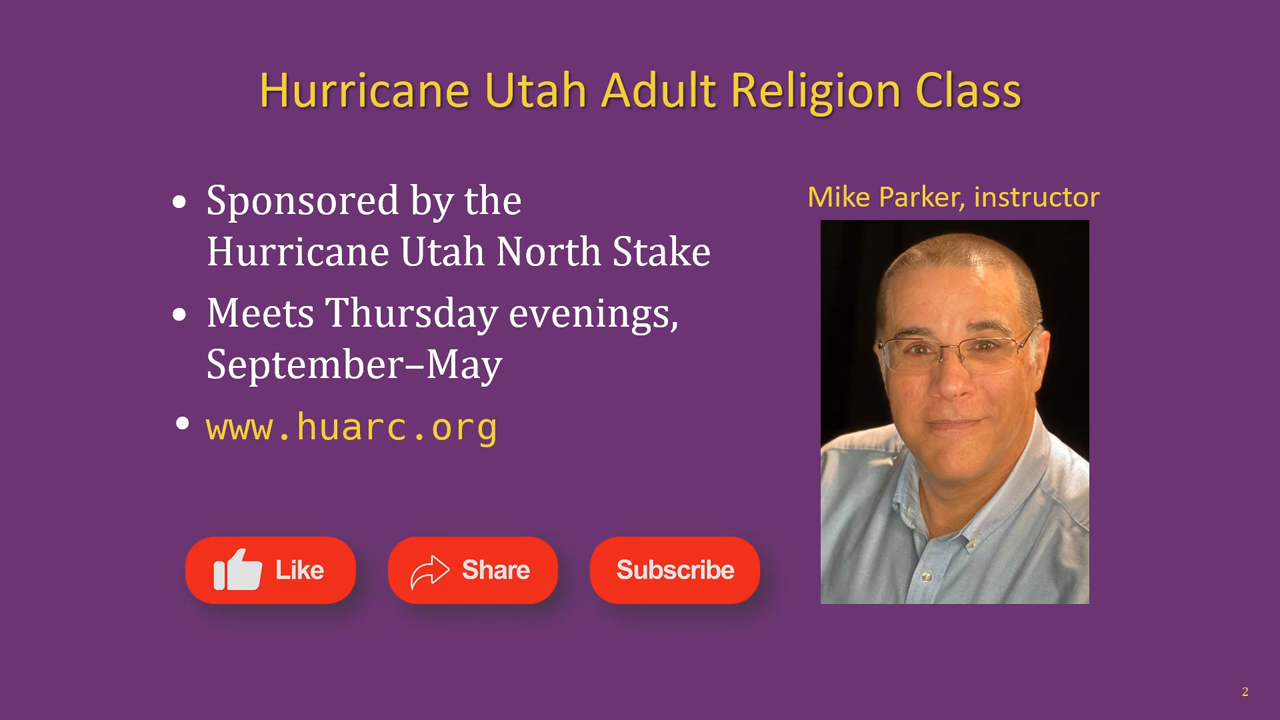 Hurricane Utah Adult Religion Class
• Sponsored by the
Hurricane Utah North Stake
• Meets Thursday evenings,
September–May
• www.huarc.org
Mike Parker, instructor
Like
Share
Subscribe
2